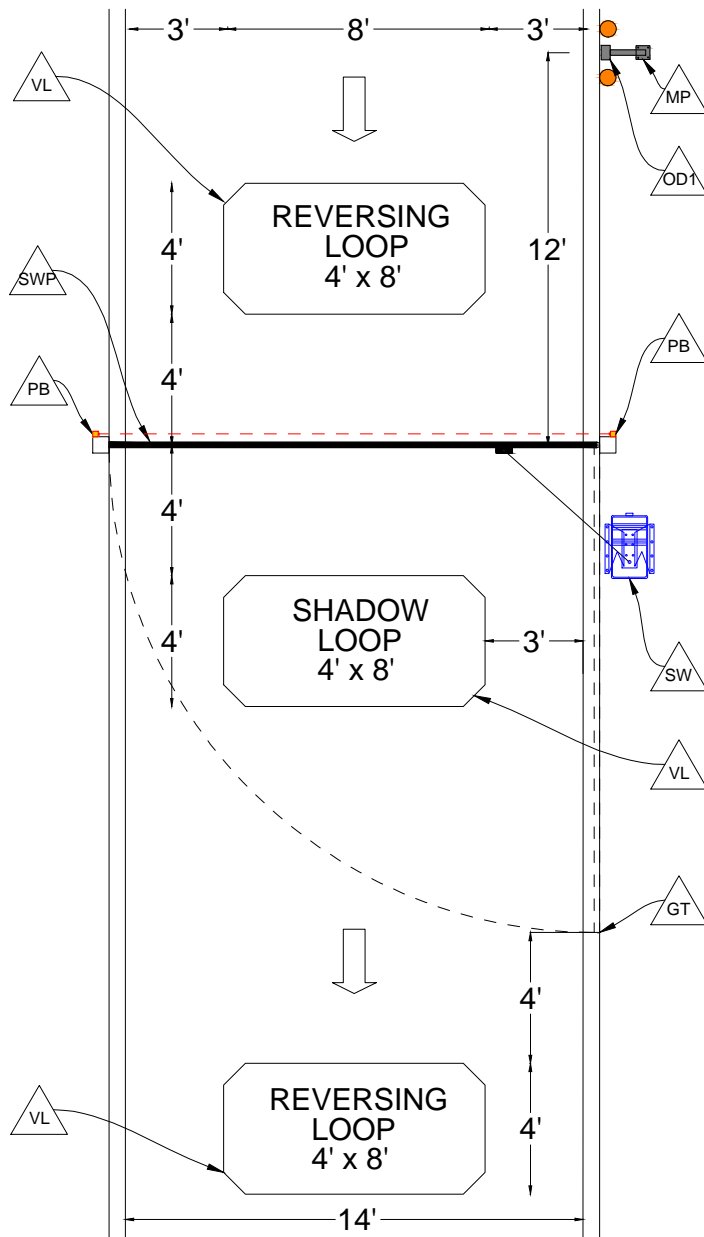 3' 8' 3'
VL
MP
OD1
REVERSING
LOOP
4' x 8'
4'
12'
SWP
4'
PB
PB
4'
SHADOW
LOOP
4' x 8'
4'
3'
SW
VL
GT
4'
REVERSING
LOOP
4' x 8'
VL
4'
14'